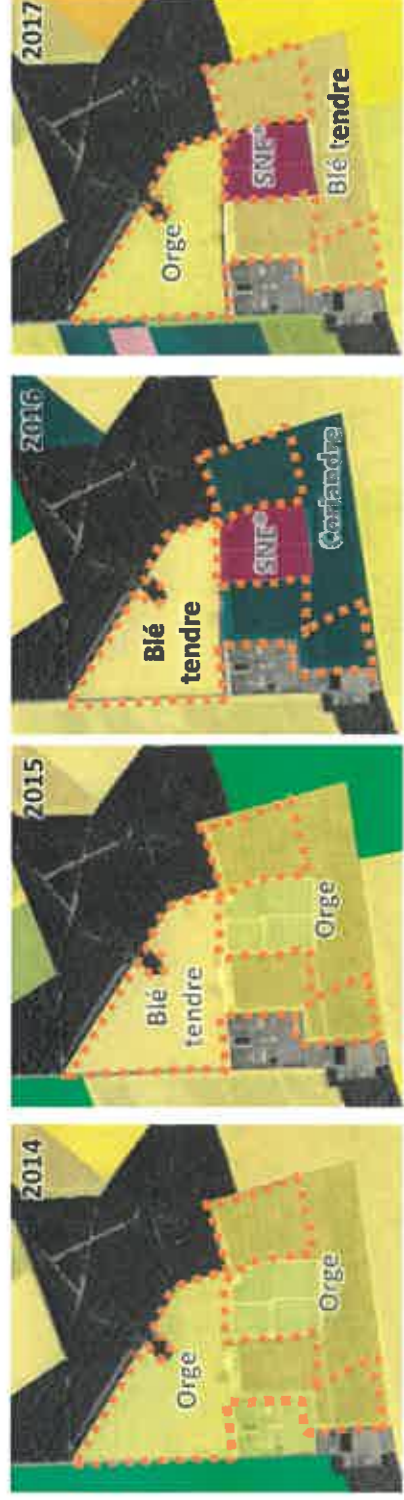 2014
Orge
Orge
2015
Blé
tendre
Orge
2016
Blé
tendre
SNE*
Coriandre
2017
Orge
SNE*
Blé tendre